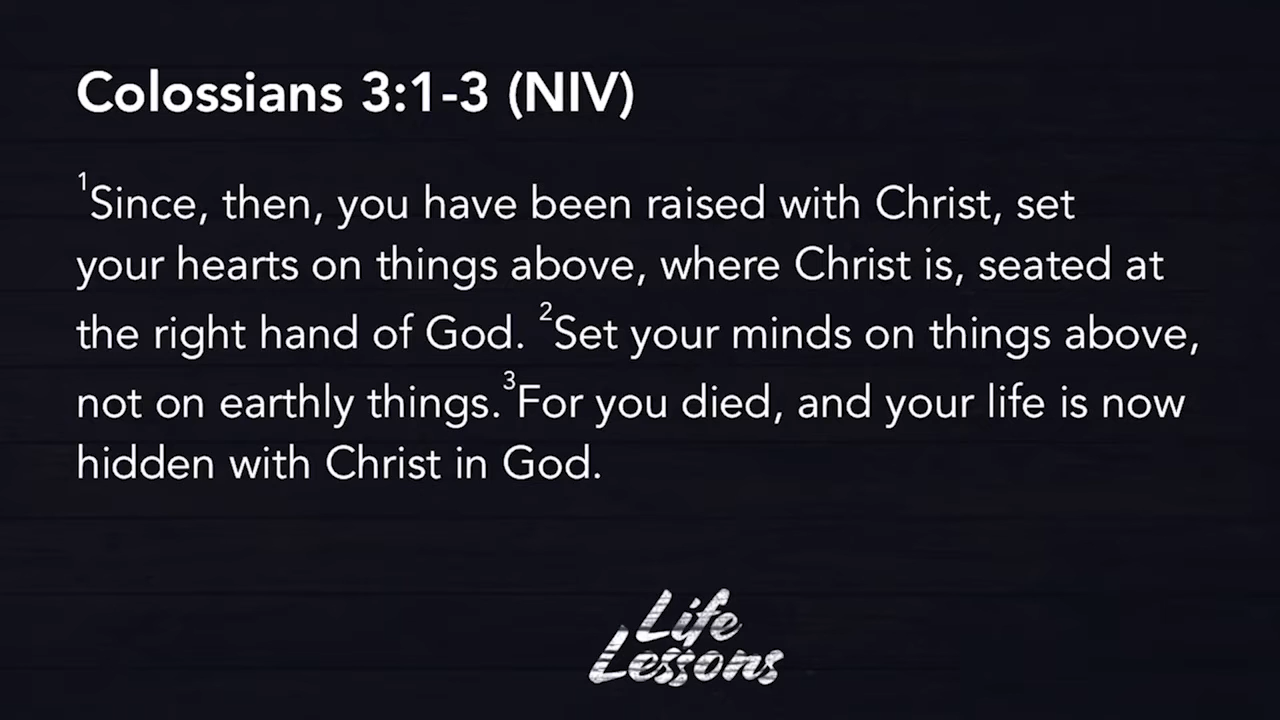 Colossians 3:1-3 (NIV)
¹Since, then, you have been raised with Christ, set
your hearts on things above, where Christ is, seated at
the right hand of God. ²Set your minds on things above,
not on earthly things.³For you died, and your life is now
hidden with Christ in God.
Life
Lessons